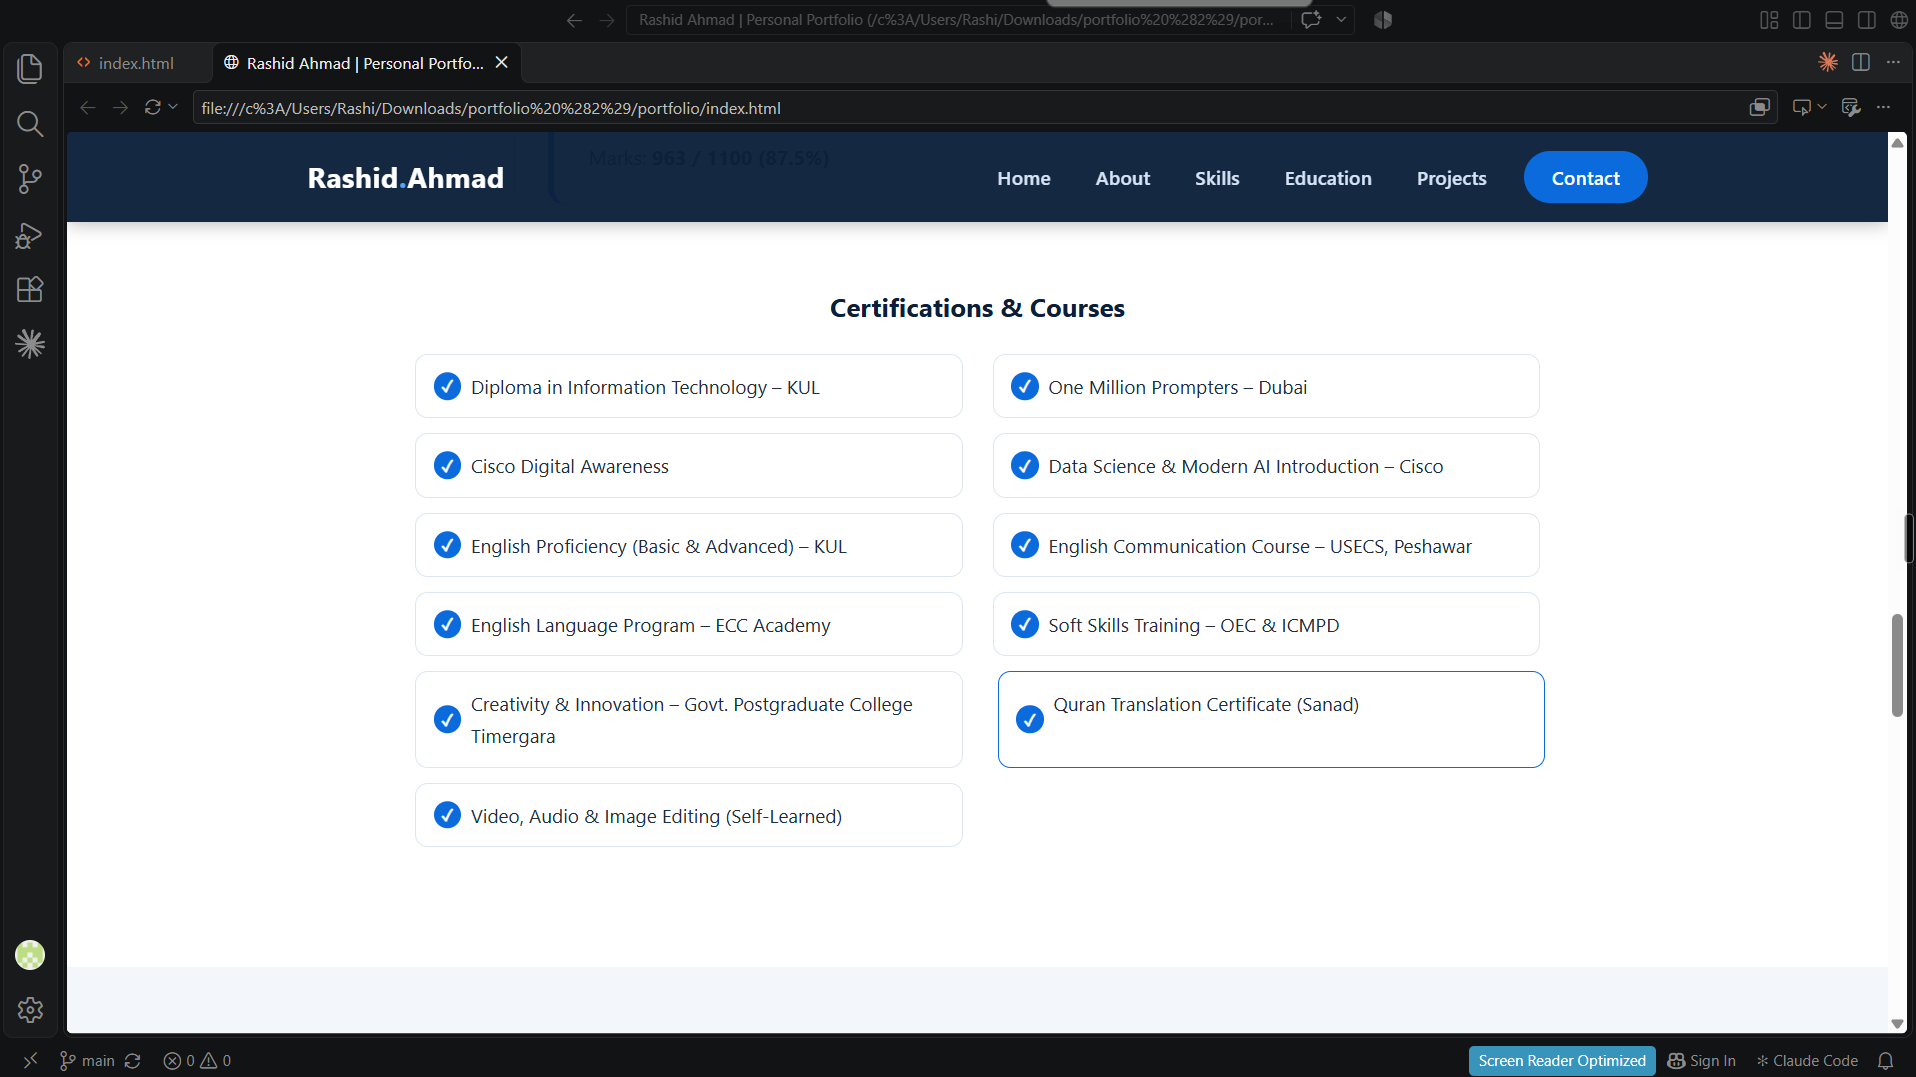 Rashid Ahmad | Personal Portfolio (/c%3A/Users/Rashi/Downloads/portfolio%20%282%29/por...
index.html
Rashid Ahmad | Personal Portfo...
file:///c%3A/Users/Rashi/Downloads/portfolio%20%282%29/portfolio/index.html
Marks: 963 / 1100 (87.5%)
Rashid.Ahmad
Home
About
Skills
Education
Projects
Contact
Certifications & Courses
Diploma in Information Technology – KUL
One Million Prompters – Dubai
Cisco Digital Awareness
Data Science & Modern AI Introduction – Cisco
English Proficiency (Basic & Advanced) – KUL
English Communication Course – USECS, Peshawar
English Language Program – ECC Academy
Soft Skills Training – OEC & ICMPD
Creativity & Innovation – Govt. Postgraduate College
Timergara
Quran Translation Certificate (Sanad)
Video, Audio & Image Editing (Self-Learned)
main
0
0
Screen Reader Optimized
Sign In
Claude Code